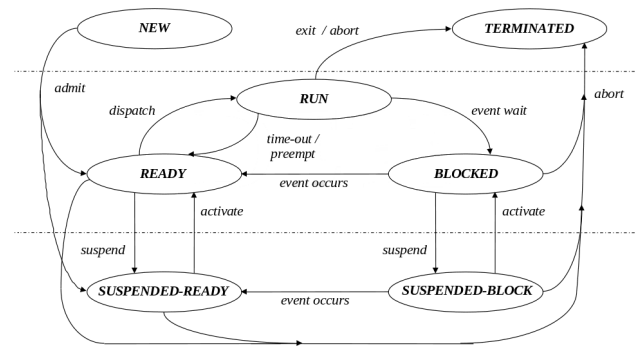 NEW
exit / abort
TERMINATED
admit
dispatch
RUN
event wait
abort
time-out /
preempt
READY
event occurs
BLOCKED
activate
activate
suspend
suspend
SUSPENDED-READY
event occurs
SUSPENDED-BLOCK